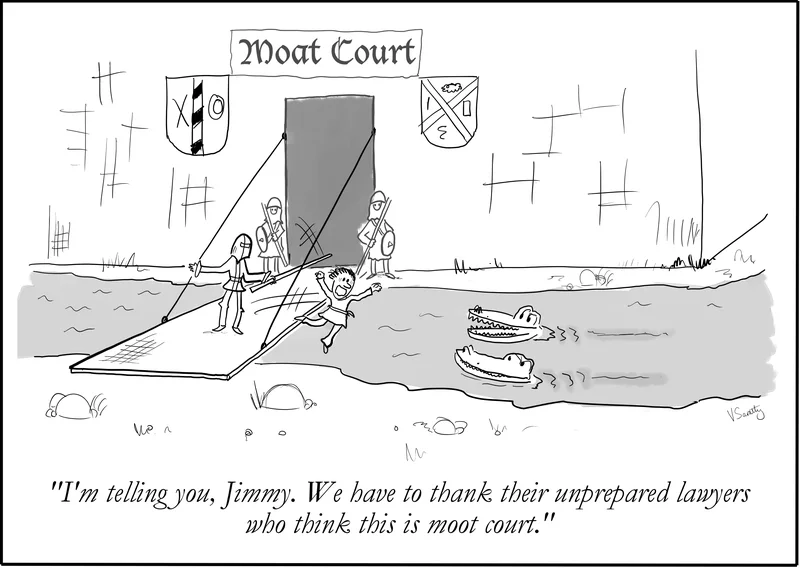 Moat Court
"I'm telling you, Jimmy. We have to thank their unprepared lawyers
who think this is moot court."